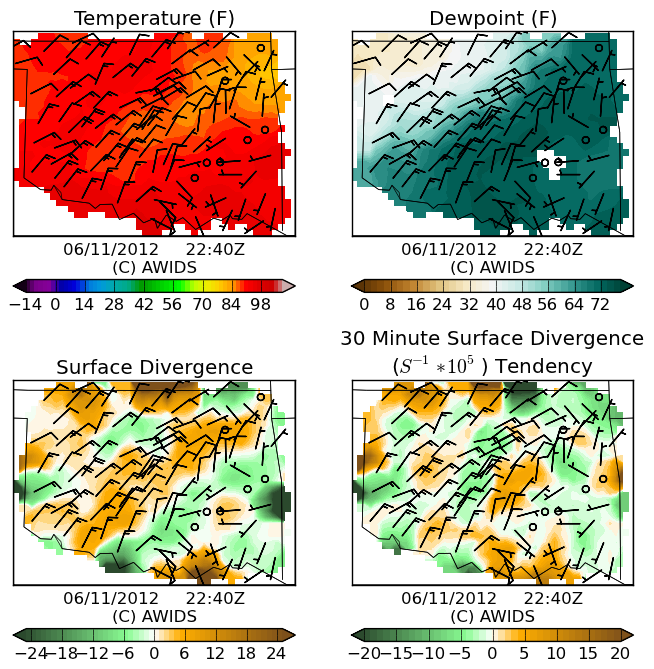 Temperature (F)
Dewpoint (F)
06/11/2012 22:40Z
(C) AWIDS
06/11/2012 22:40Z
(C) AWIDS
−14 0 14 28 42 56 70 84 98
0 8 16 24 32 40 48 56 64 72
Surface Divergence
30 Minute Surface Divergence
(S⁻¹ *10⁵ ) Tendency
06/11/2012 22:40Z
(C) AWIDS
06/11/2012 22:40Z
(C) AWIDS
−24 −18 −12 −6 0 6 12 18 24
−20 −15 −10 −5 0 5 10 15 20